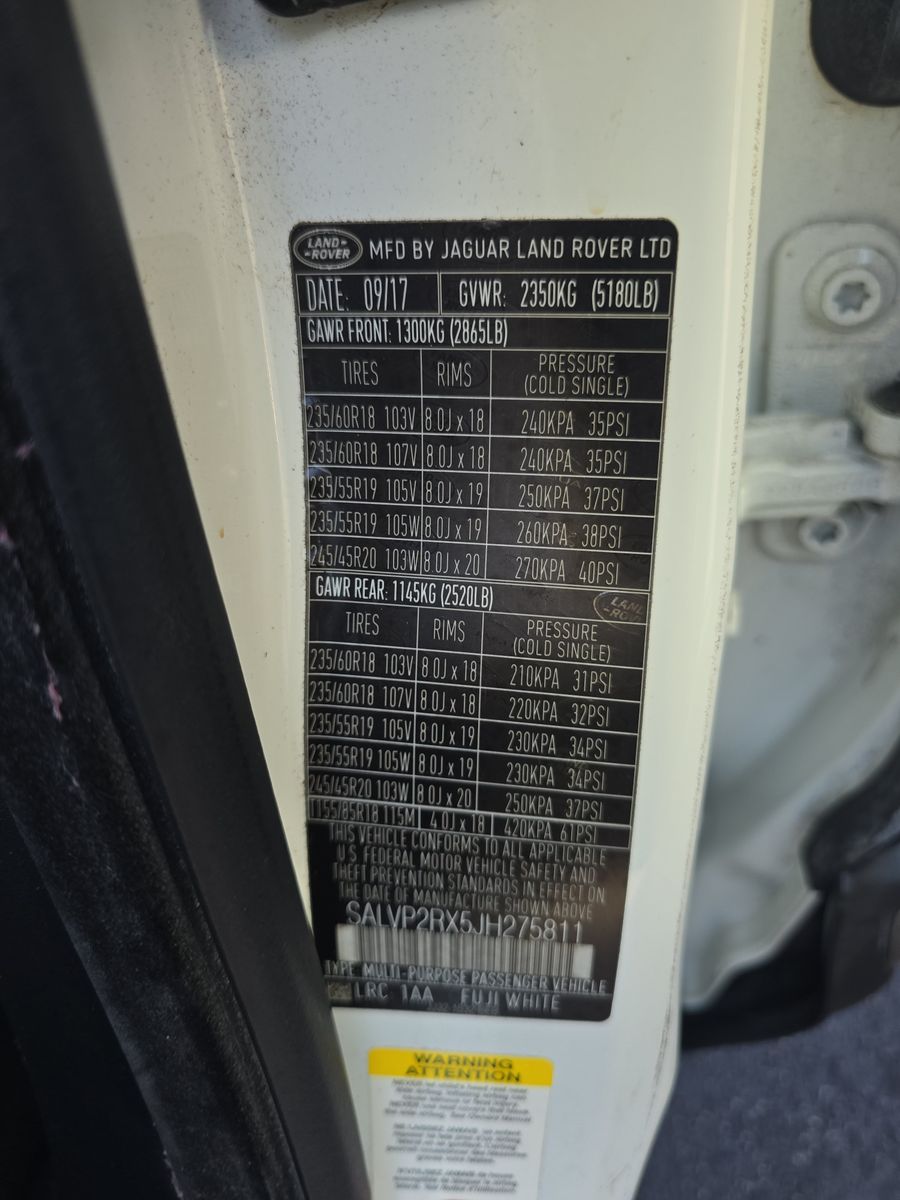 LAND ROVER MFD BY JAGUAR LAND ROVER LTD
DATE: 09/17 GVWR: 2350KG (5180LB)
GAWR FRONT: 1300KG (2865LB)
TIRES RIMS PRESSURE (COLD SINGLE)
235/60R18 103V 8.0J x 18 240KPA 35PSI
235/60R18 107V 8.0J x 18 240KPA 35PSI
235/55R19 105V 8.0J x 19 250KPA 37PSI
235/55R19 105W 8.0J x 19 260KPA 38PSI
245/45R20 103W 8.0J x 20 270KPA 40PSI
GAWR REAR: 1145KG (2520LB)
TIRES RIMS PRESSURE (COLD SINGLE)
235/60R18 103V 8.0J x 18 210KPA 31PSI
235/60R18 107V 8.0J x 18 220KPA 32PSI
235/55R19 105V 8.0J x 19 230KPA 34PSI
235/55R19 105W 8.0J x 19 230KPA 34PSI
245/45R20 103W 8.0J x 20 250KPA 37PSI
T155/85R18 115M 4.0J x 18 420KPA 61PSI
THIS VEHICLE CONFORMS TO ALL APPLICABLE
U.S. FEDERAL MOTOR VEHICLE SAFETY AND
THEFT PREVENTION STANDARDS IN EFFECT ON
THE DATE OF MANUFACTURE SHOWN ABOVE
SALVP2RX5JH275811
TYPE: MULTI-PURPOSE PASSENGER VEHICLE
LRC 1AA FUJI WHITE
WARNING
ATTENTION